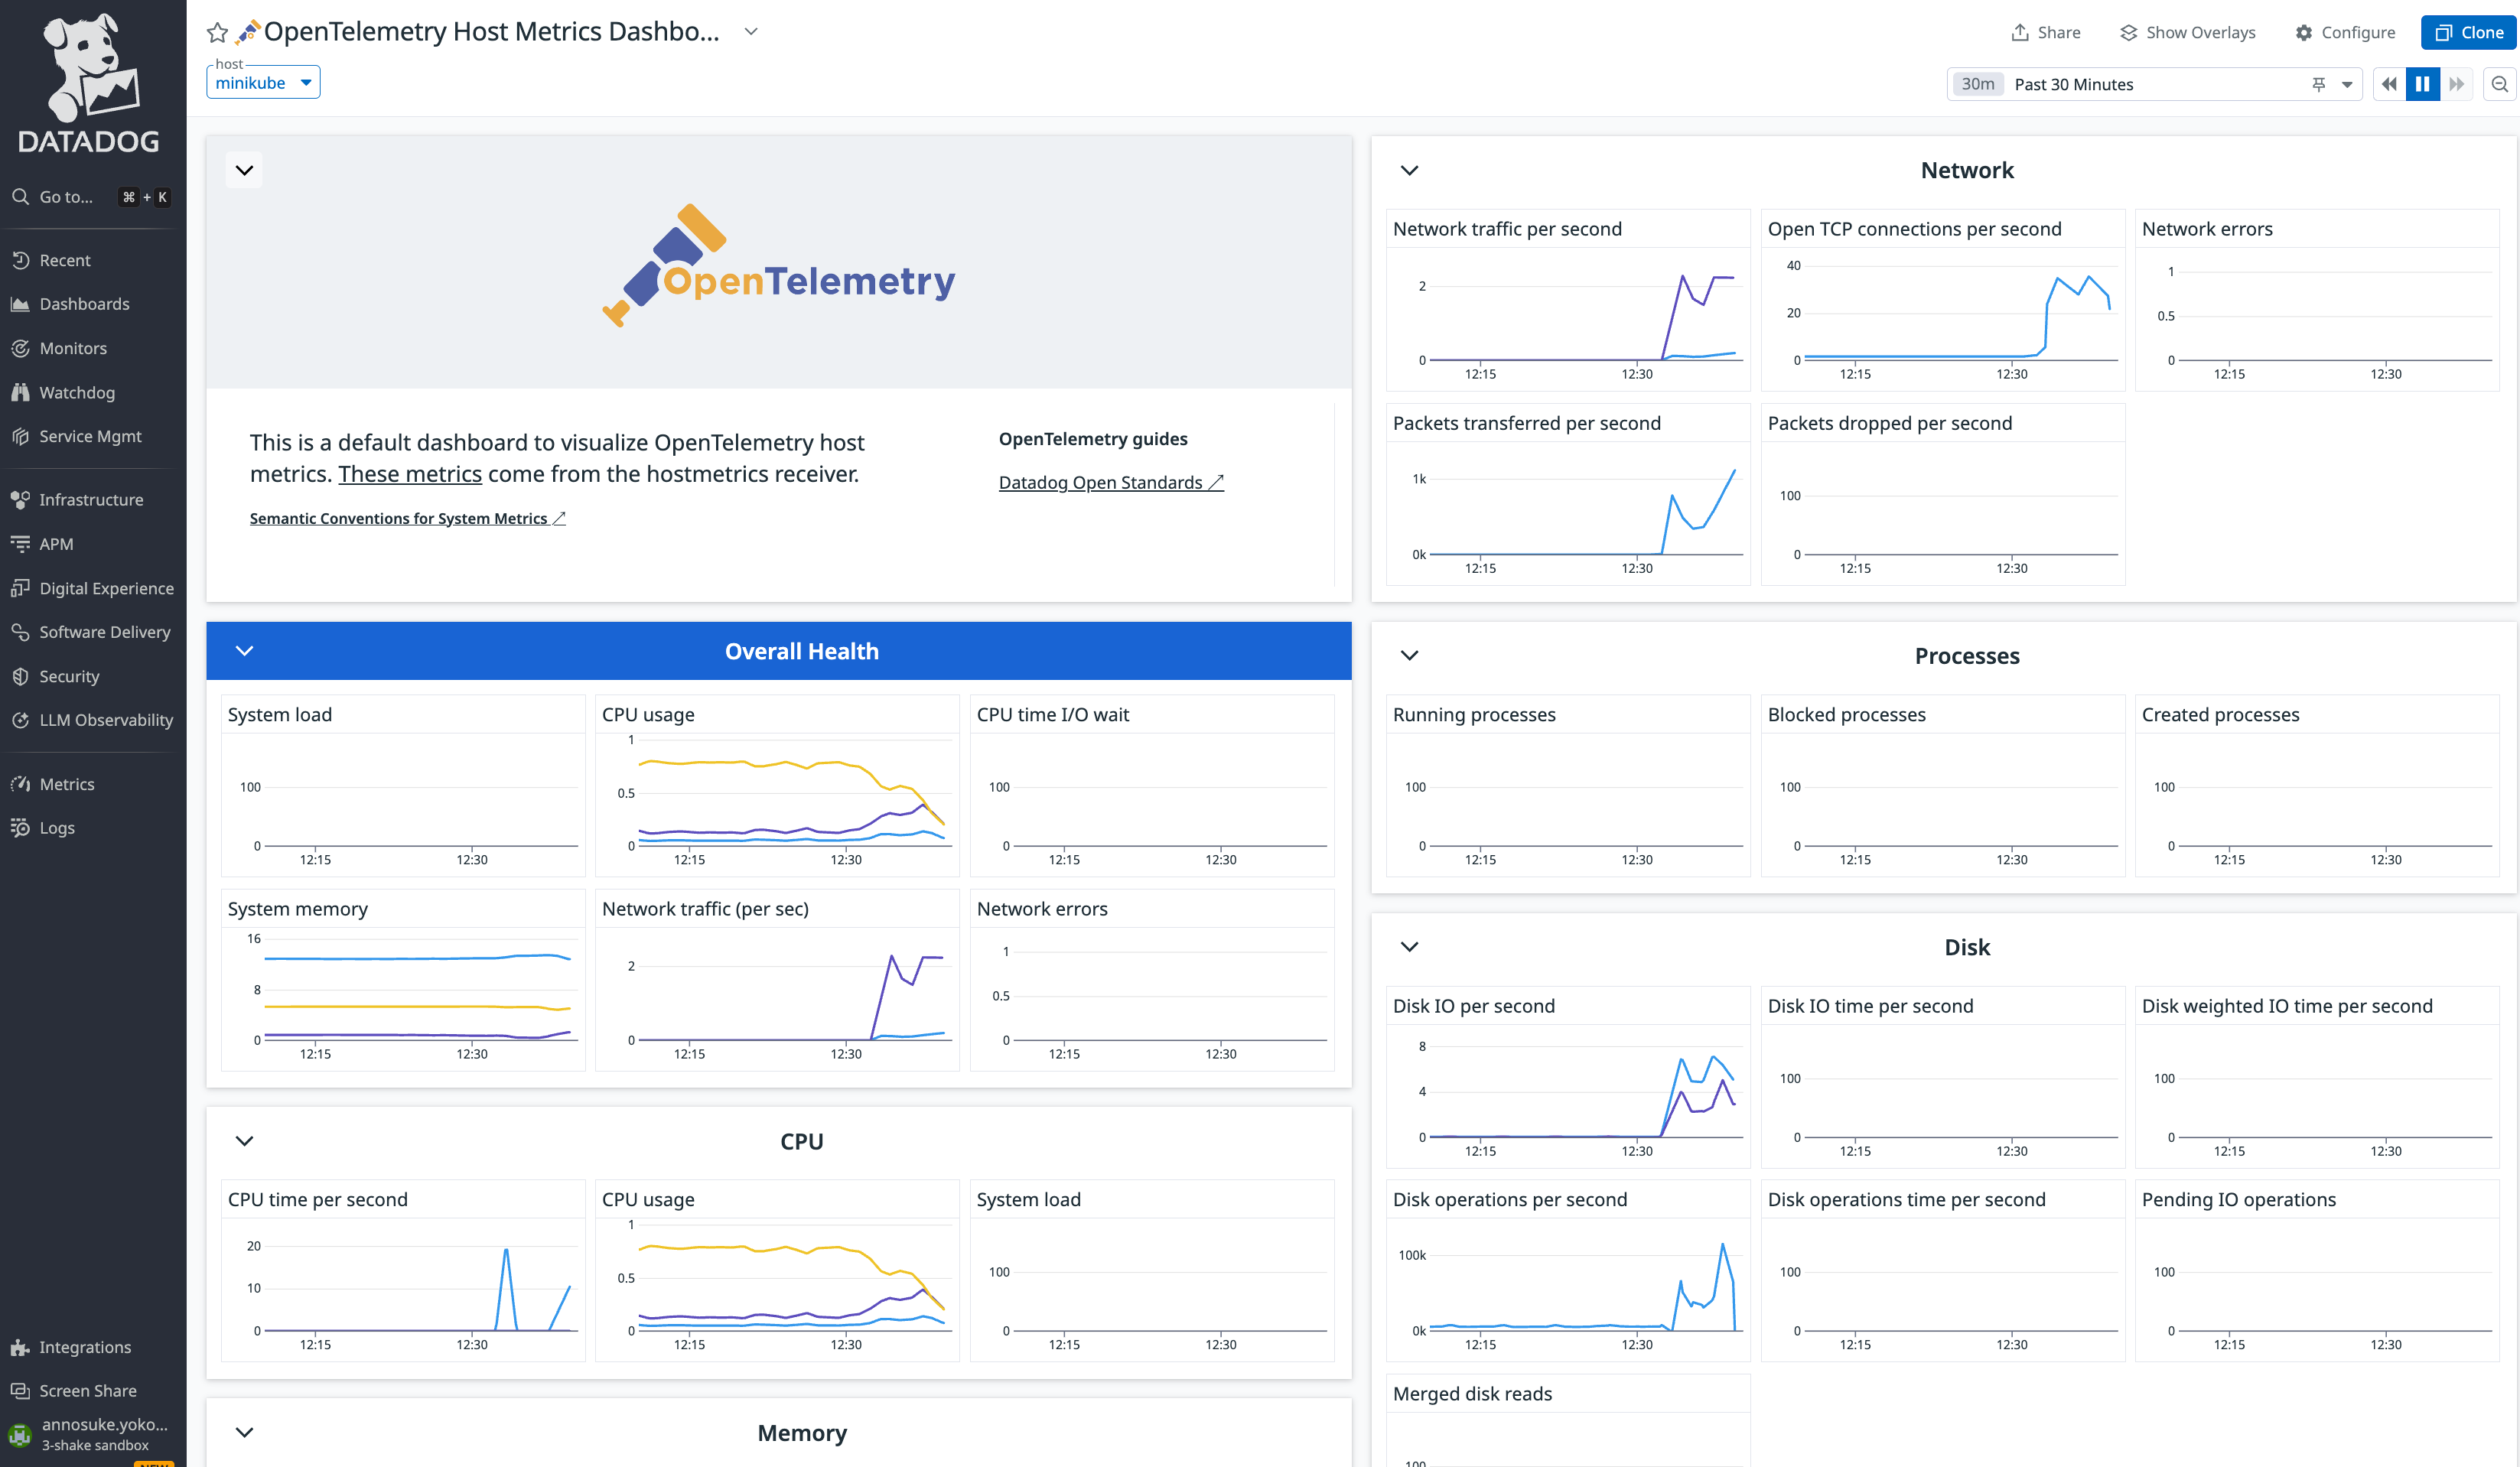 DATADOG
Go to... ⌘ + K
Recent
Dashboards
Monitors
Watchdog
Service Mgmt
Infrastructure
APM
Digital Experience
Software Delivery
Security
LLM Observability
Metrics
Logs
Integrations
Screen Share
annosuke.yoko...
3-shake sandbox
NEW
OpenTelemetry Host Metrics Dashbo...
Share
Show Overlays
Configure
Clone
host
minikube
30m Past 30 Minutes
OpenTelemetry
This is a default dashboard to visualize OpenTelemetry host
metrics. These metrics come from the hostmetrics receiver.
Semantic Conventions for System Metrics
OpenTelemetry guides
Datadog Open Standards
Overall Health
System load
100
0
12:15 12:30
CPU usage
1
0.5
0
12:15 12:30
CPU time I/O wait
100
0
12:15 12:30
System memory
16
8
0
12:15 12:30
Network traffic (per sec)
2
0
12:15 12:30
Network errors
1
0.5
0
12:15 12:30
CPU
CPU time per second
20
10
0
12:15 12:30
CPU usage
1
0.5
0
12:15 12:30
System load
100
0
12:15 12:30
Memory
Network
Network traffic per second
2
0
12:15 12:30
Open TCP connections per second
40
20
0
12:15 12:30
Network errors
1
0.5
0
12:15 12:30
Packets transferred per second
1k
0k
12:15 12:30
Packets dropped per second
100
0
12:15 12:30
Processes
Running processes
100
0
12:15 12:30
Blocked processes
100
0
12:15 12:30
Created processes
100
0
12:15 12:30
Disk
Disk IO per second
8
4
0
12:15 12:30
Disk IO time per second
100
0
12:15 12:30
Disk weighted IO time per second
100
0
12:15 12:30
Disk operations per second
100k
0k
12:15 12:30
Disk operations time per second
100
0
12:15 12:30
Pending IO operations
100
0
12:15 12:30
Merged disk reads
100